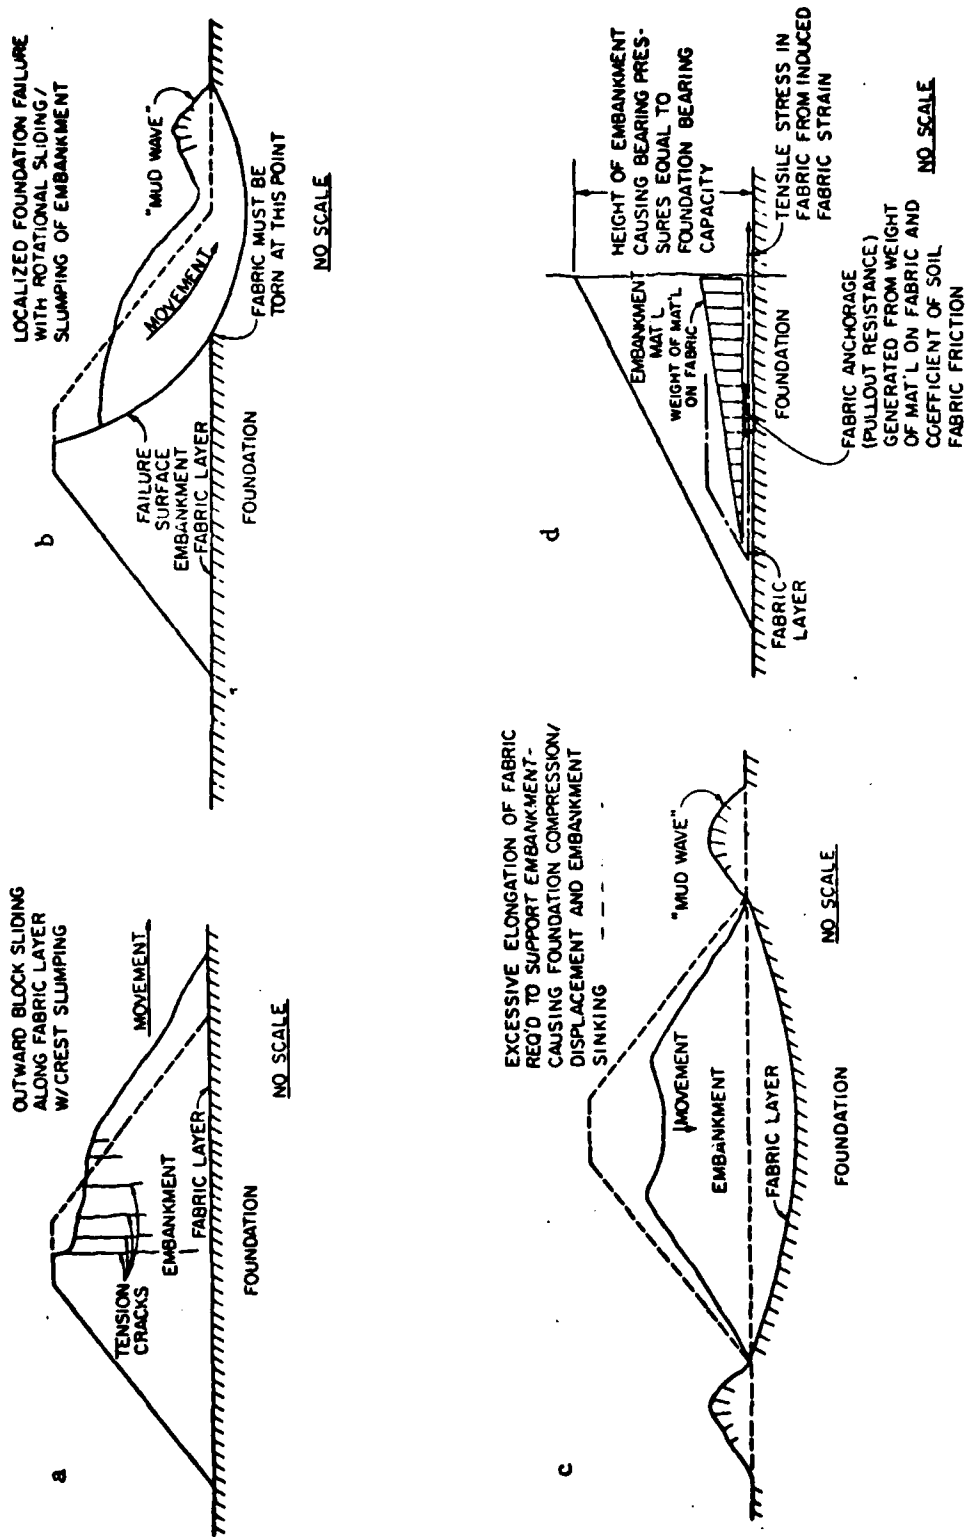 a
OUTWARD BLOCK SLIDING
ALONG FABRIC LAYER
W/CREST SLUMPING
MOVEMENT
TENSION
CRACKS
EMBANKMENT
FABRIC LAYER
FOUNDATION
NO SCALE
b
LOCALIZED FOUNDATION FAILURE
WITH ROTATIONAL SLIDING/
SLUMPING OF EMBANKMENT
"MUD WAVE"
MOVEMENT
FAILURE
SURFACE
EMBANKMENT
FABRIC LAYER
FOUNDATION
FABRIC MUST BE
TORN AT THIS POINT
NO SCALE
c
EXCESSIVE ELONGATION OF FABRIC
REQ'D TO SUPPORT EMBANKMENT-
CAUSING FOUNDATION COMPRESSION/
DISPLACEMENT AND EMBANKMENT
SINKING
MOVEMENT
"MUD WAVE"
EMBANKMENT
FABRIC LAYER
FOUNDATION
NO SCALE
d
HEIGHT OF EMBANKMENT
CAUSING BEARING PRES-
SURES EQUAL TO
FOUNDATION BEARING
CAPACITY
EMBANKMENT
MAT'L
WEIGHT OF MAT'L
ON FABRIC
FABRIC
LAYER
FOUNDATION
TENSILE STRESS IN
FABRIC FROM INDUCED
FABRIC STRAIN
FABRIC ANCHORAGE
(PULLOUT RESISTANCE)
GENERATED FROM WEIGHT
OF MAT'L ON FABRIC AND
COEFFICIENT OF SOIL
FABRIC FRICTION
NO SCALE